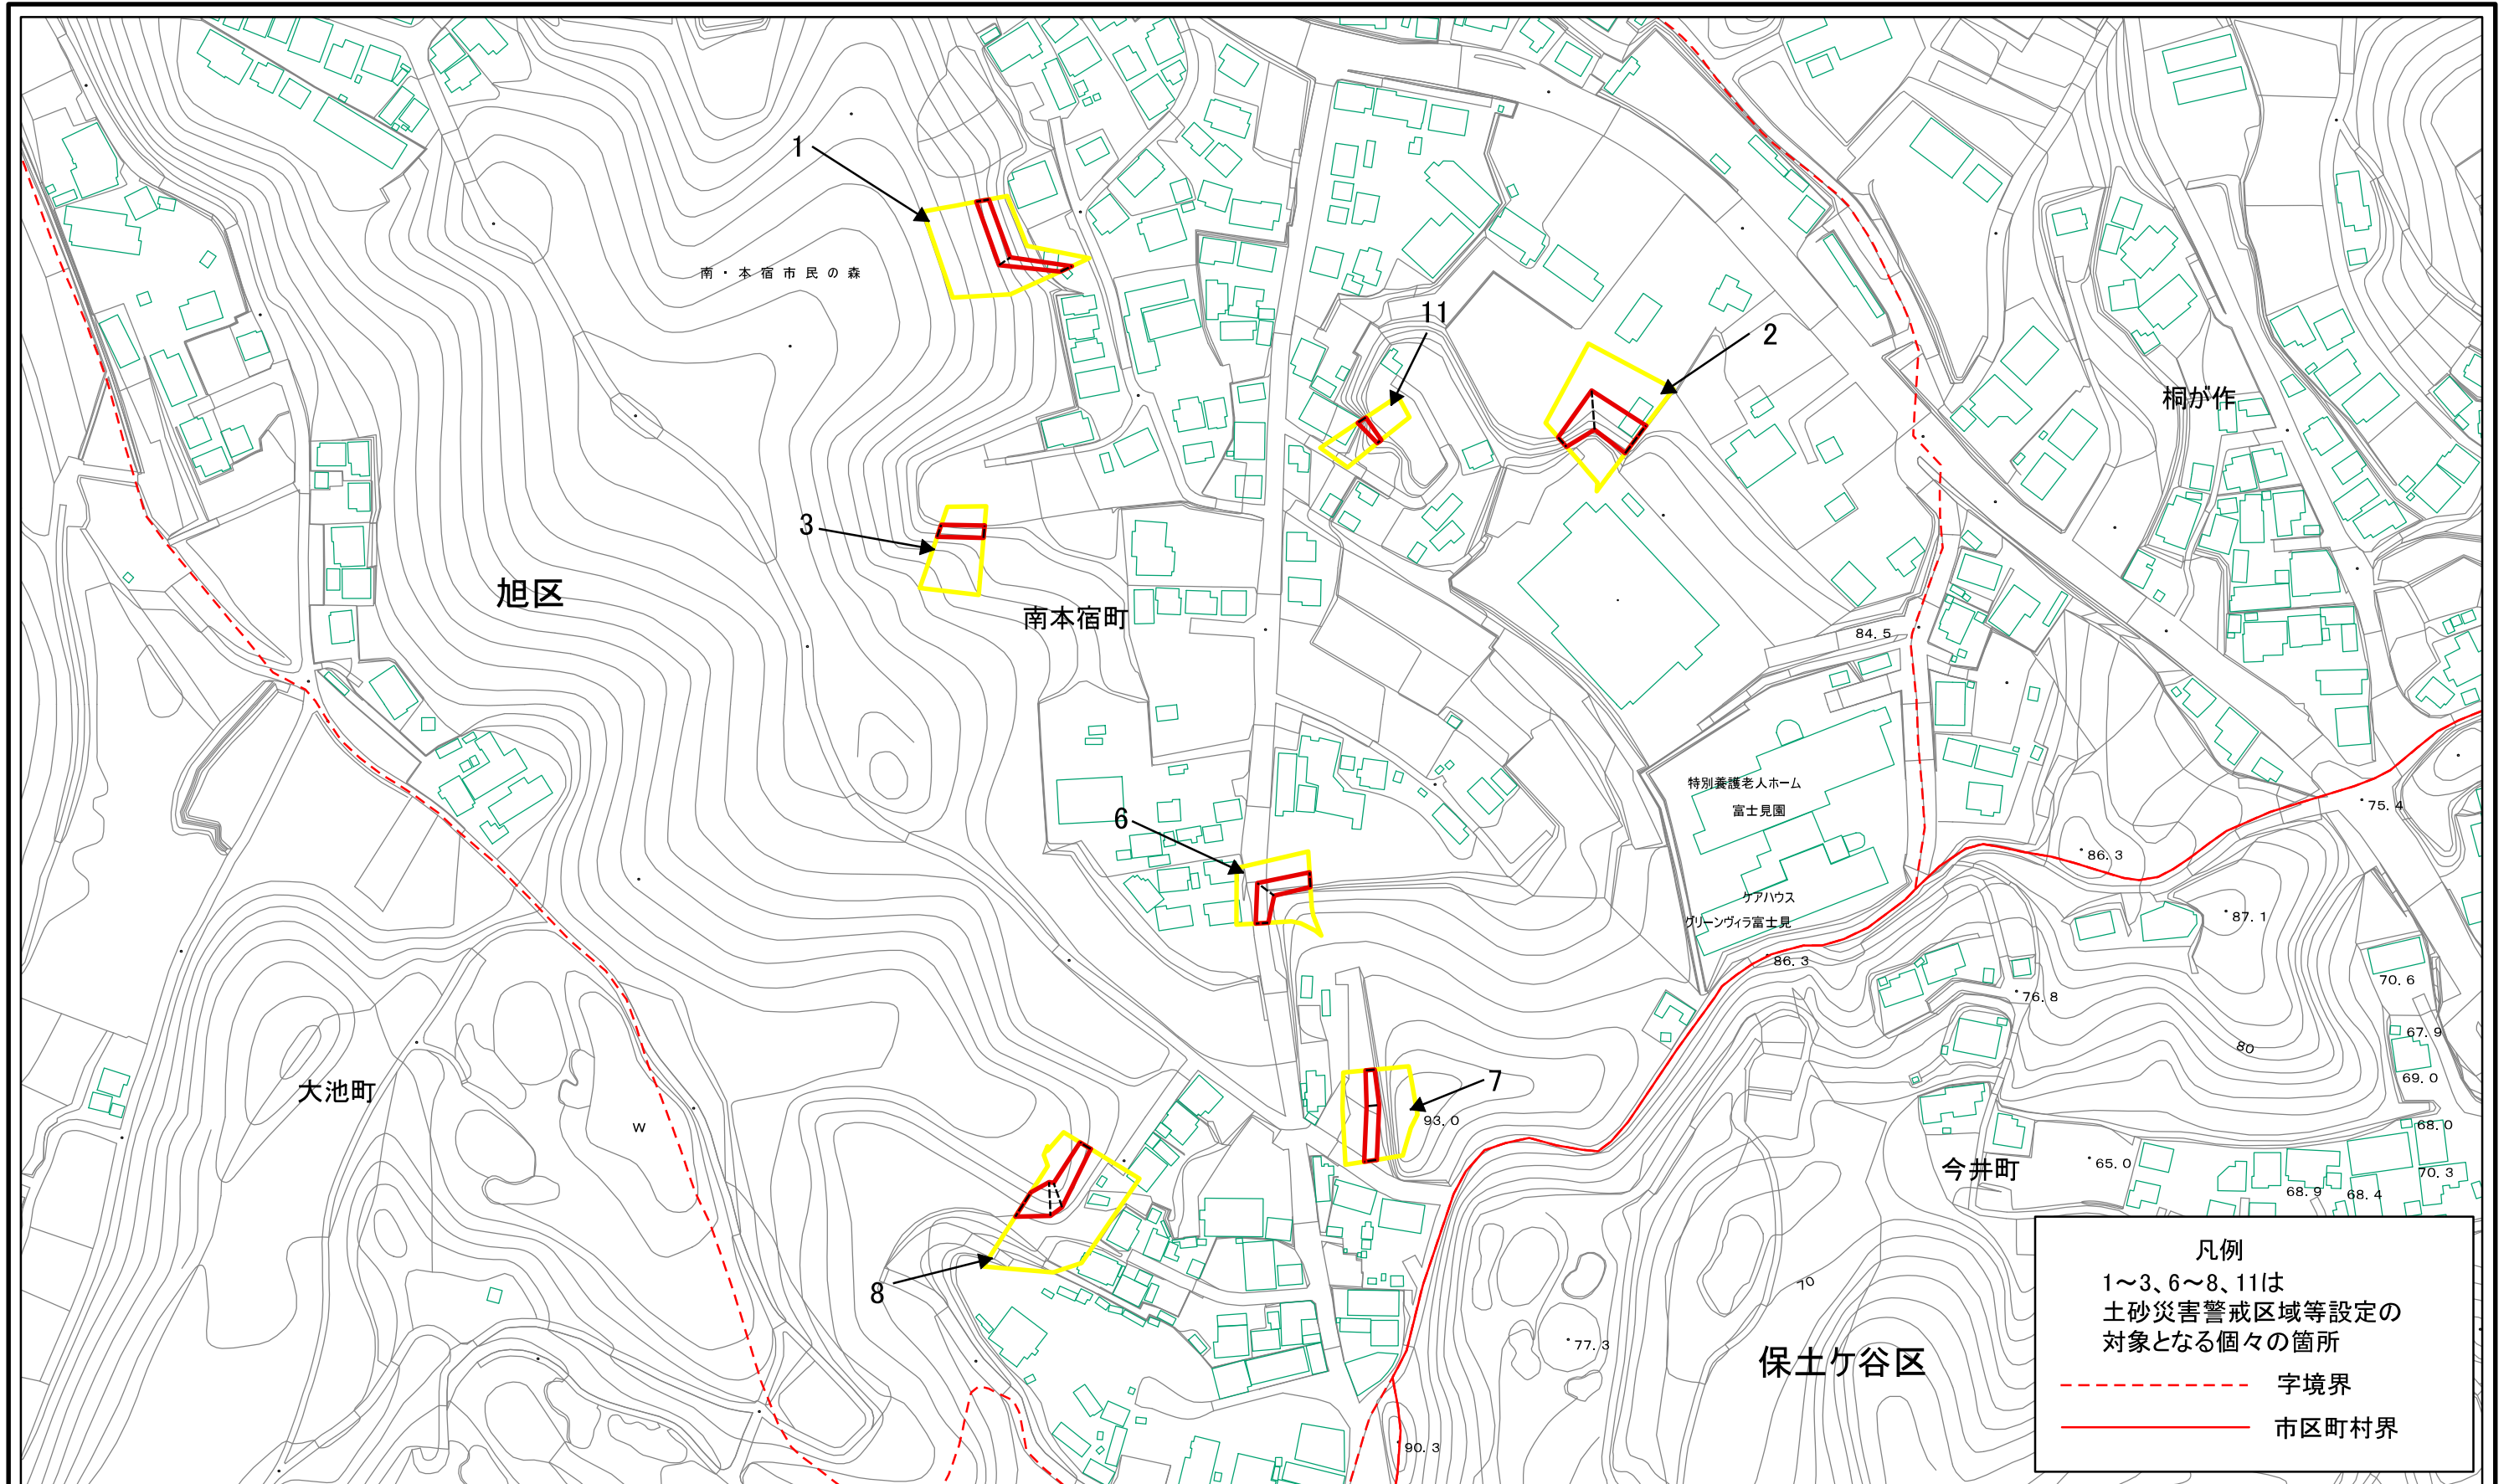 1
南・本宿市民の森
11
2
桐が作
3
旭区
南本宿町
84.5
特別養護老人ホーム
富士見園
75.4
6
86.3
ケアハウス
グリーンヴィラ富士見
87.1
86.3
70.6
76.8
67.9
80
69.0
大池町
7
93.0
68.0
W
今井町
65.0
70.3
68.9
68.4
8
70
77.3
保土ケ谷区
90.3
凡例
1～3、6～8、11は
土砂災害警戒区域等設定の
対象となる個々の箇所
字境界
市区町村界